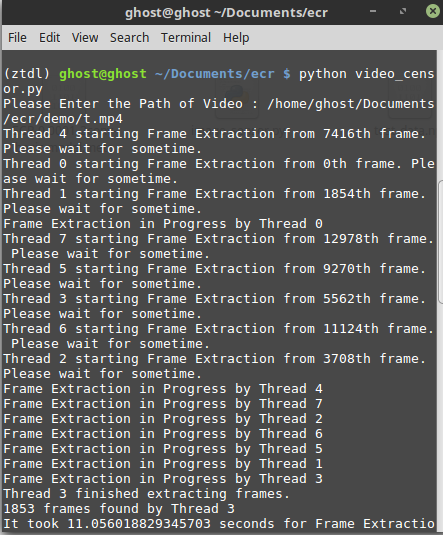 ghost@ghost ~/Documents/ecr
File Edit View Search Terminal Help
(ztdl) ghost@ghost ~/Documents/ecr $ python video_cens
or.py
Please Enter the Path of Video : /home/ghost/Documents
/ecr/demo/t.mp4
Thread 4 starting Frame Extraction from 7416th frame.
Please wait for sometime.
Thread 0 starting Frame Extraction from 0th frame. Ple
ase wait for sometime.
Thread 1 starting Frame Extraction from 1854th frame.
Please wait for sometime.
Frame Extraction in Progress by Thread 0
Thread 7 starting Frame Extraction from 12978th frame.
 Please wait for sometime.
Thread 5 starting Frame Extraction from 9270th frame.
Please wait for sometime.
Thread 3 starting Frame Extraction from 5562th frame.
Please wait for sometime.
Thread 6 starting Frame Extraction from 11124th frame.
 Please wait for sometime.
Thread 2 starting Frame Extraction from 3708th frame.
Please wait for sometime.
Frame Extraction in Progress by Thread 4
Frame Extraction in Progress by Thread 7
Frame Extraction in Progress by Thread 2
Frame Extraction in Progress by Thread 6
Frame Extraction in Progress by Thread 5
Frame Extraction in Progress by Thread 1
Frame Extraction in Progress by Thread 3
Thread 3 finished extracting frames.
1853 frames found by Thread 3
It took 11.056018829345703 seconds for Frame Extractio